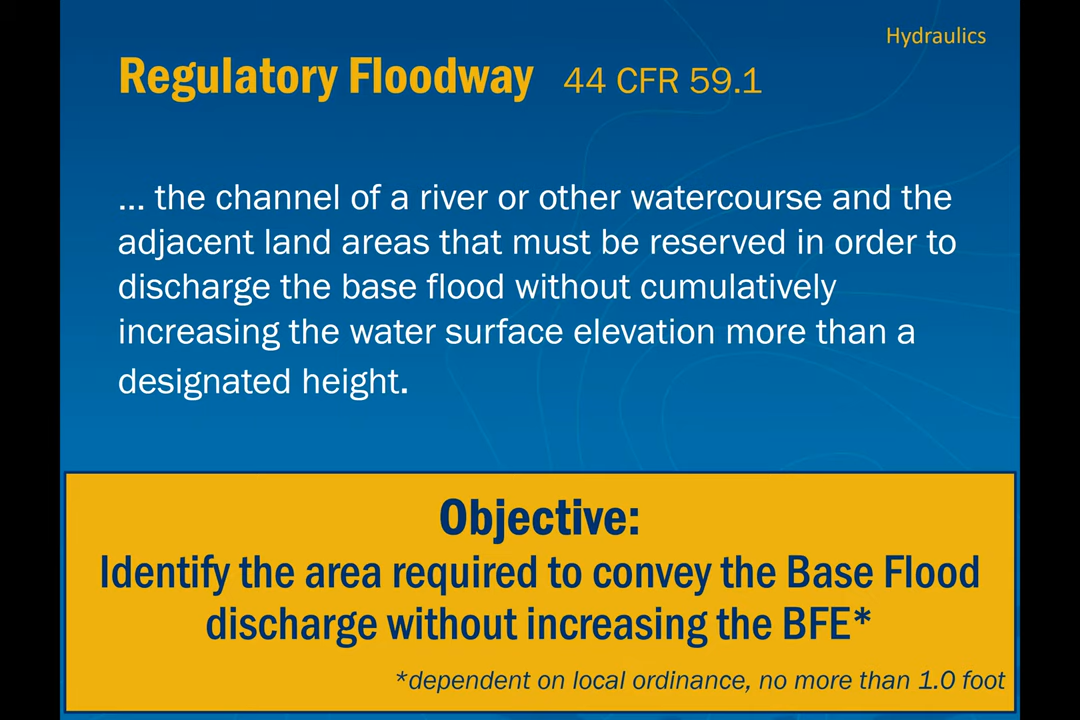 Hydraulics
Regulatory Floodway 44 CFR 59.1
... the channel of a river or other watercourse and the
adjacent land areas that must be reserved in order to
discharge the base flood without cumulatively
increasing the water surface elevation more than a
designated height.
Objective:
Identify the area required to convey the Base Flood
discharge without increasing the BFE*
*dependent on local ordinance, no more than 1.0 foot